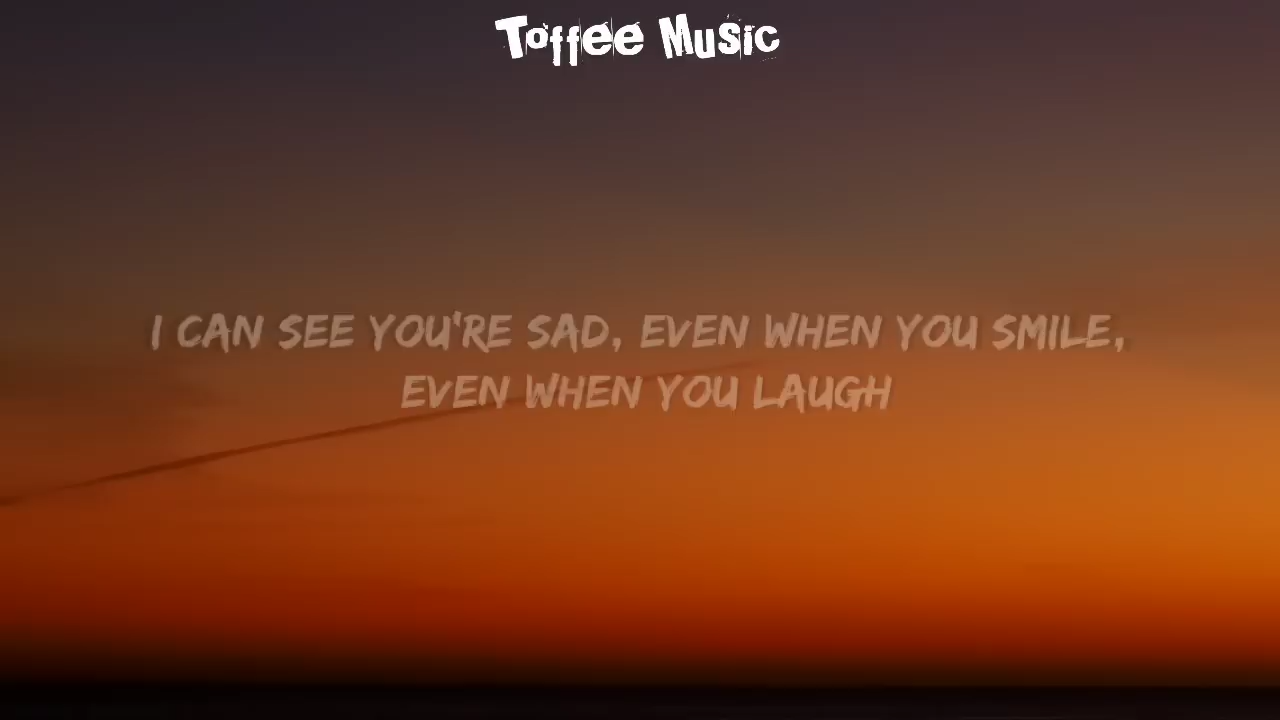 Toffee Music
I CAN SEE YOU'RE SAD, EVEN WHEN YOU SMILE,
EVEN WHEN YOU LAUGH